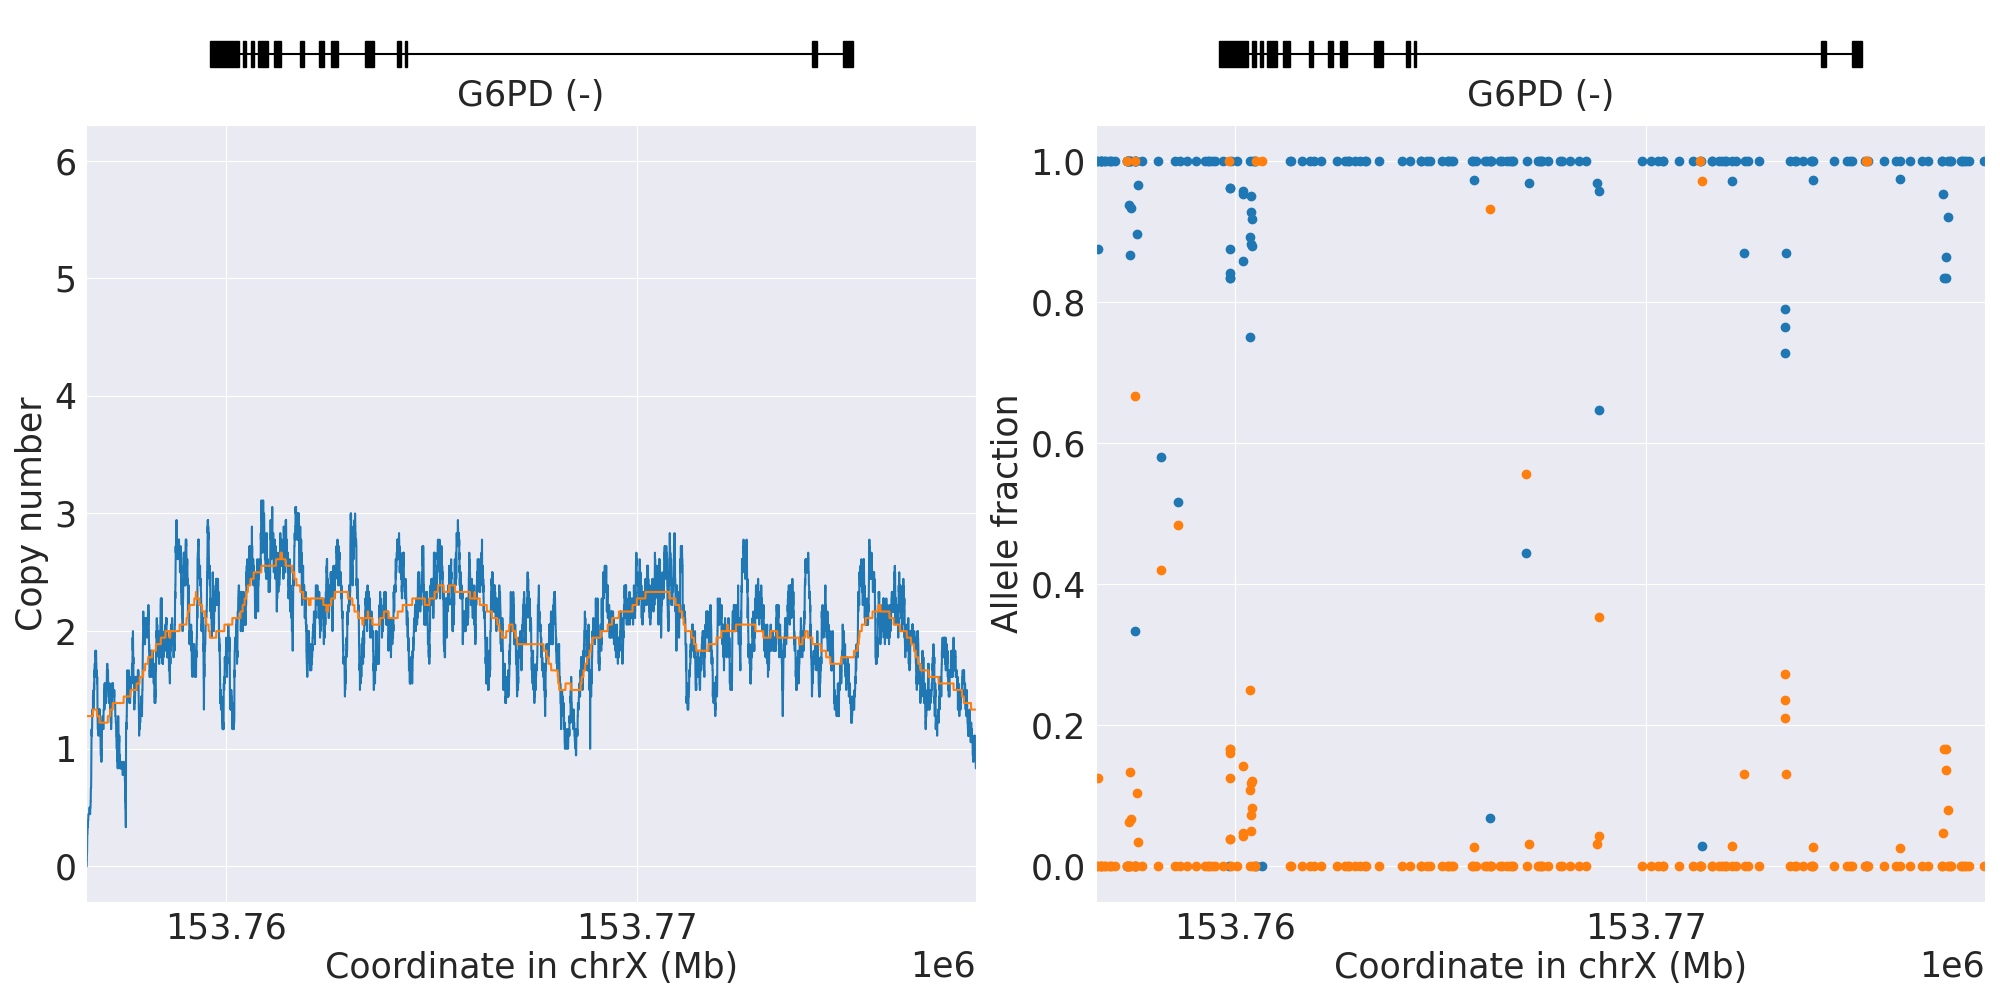 G6PD (-)
6
5
4
3
2
1
0
Copy number
153.76
153.77
Coordinate in chrX (Mb)
1e6
G6PD (-)
1.0
0.8
0.6
0.4
0.2
0.0
Allele fraction
153.76
153.77
Coordinate in chrX (Mb)
1e6